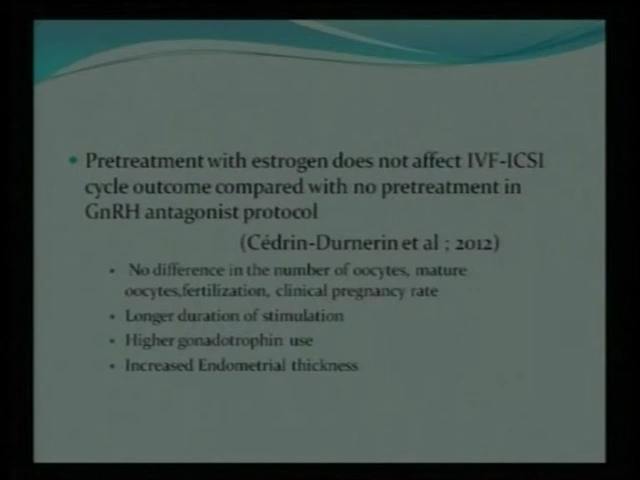 • Pretreatment with estrogen does not affect IVF-ICSI
cycle outcome compared with no pretreatment in
GnRH antagonist protocol
(Cédrin-Durnerin et al ; 2012)
• No difference in the number of oocytes, mature
oocytes,fertilization, clinical pregnancy rate
• Longer duration of stimulation
• Higher gonadotrophin use
• Increased Endometrial thickness